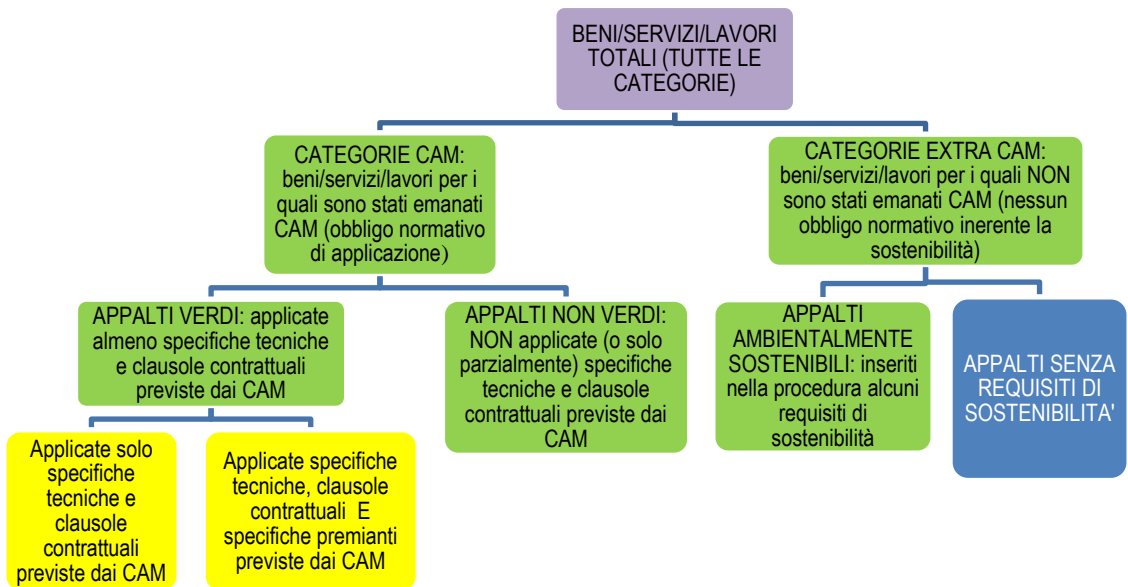 BENI/SERVIZI/LAVORI
TOTALI (TUTTE LE
CATEGORIE)
CATEGORIE CAM:
beni/servizi/lavori per i
quali sono stati emanati
CAM (obbligo normativo
di applicazione)
CATEGORIE EXTRA CAM:
beni/servizi/lavori per i quali NON
sono stati emanati CAM (nessun
obbligo normativo inerente la
sostenibilità)
APPALTI VERDI: applicate
almeno specifiche tecniche
e clausole contrattuali
previste dai CAM
APPALTI NON VERDI:
NON applicate (o solo
parzialmente) specifiche
tecniche e clausole
contrattuali previste dai
CAM
APPALTI
AMBIENTALMENTE
SOSTENIBILI: inseriti
nella procedura alcuni
requisiti di
sostenibilità
APPALTI SENZA
REQUISITI DI
SOSTENIBILITA'
Applicate solo
specifiche
tecniche e
clausole
contrattuali
previste dai CAM
Applicate specifiche
tecniche, clausole
contrattuali E
specifiche premianti
previste dai CAM